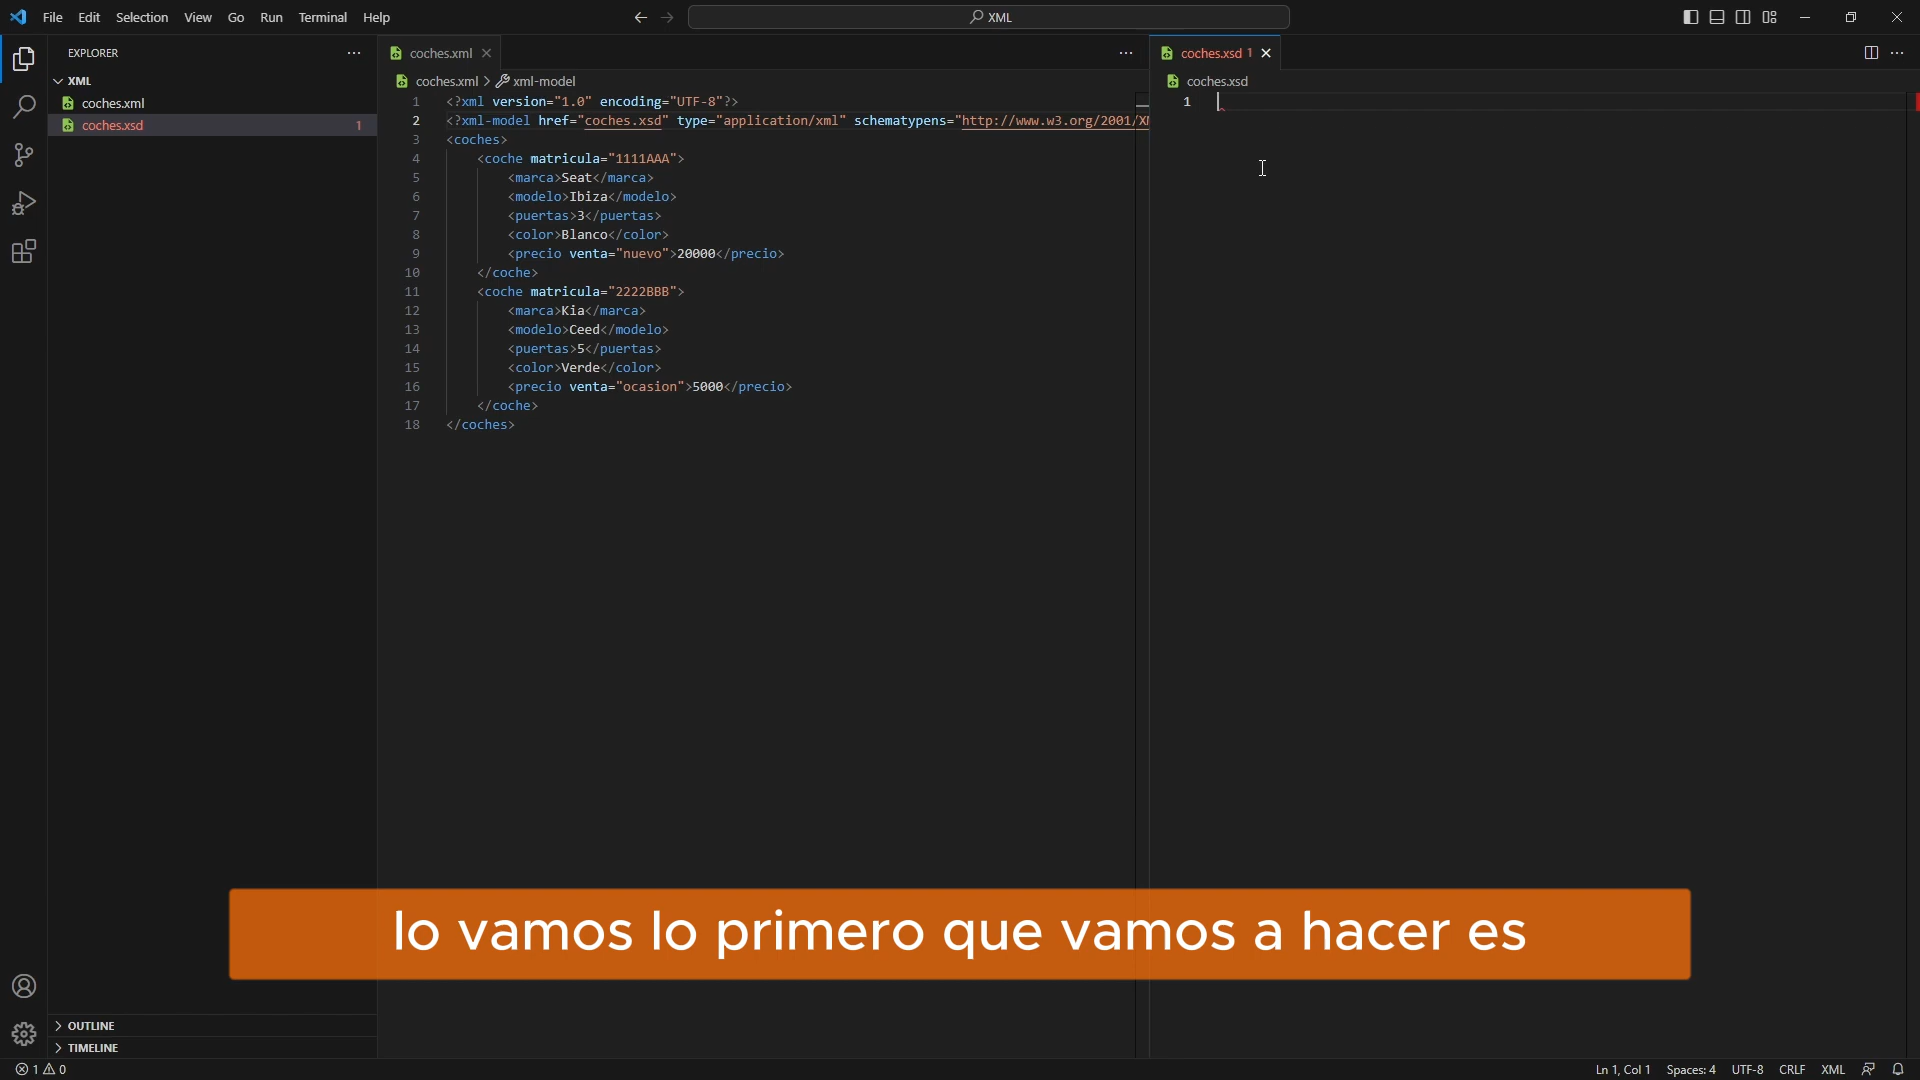 File Edit Selection View Go Run Terminal Help
XML
EXPLORER
XML
coches.xml
coches.xsd 1
OUTLINE
TIMELINE
coches.xml
coches.xml > xml-model
1 <?xml version="1.0" encoding="UTF-8"?>
2 <?xml-model href="coches.xsd" type="application/xml" schematypens="http://www.w3.org/2001/X
3 <coches>
4 <coche matricula="1111AAA">
5 <marca>Seat</marca>
6 <modelo>Ibiza</modelo>
7 <puertas>3</puertas>
8 <color>Blanco</color>
9 <precio venta="nuevo">20000</precio>
10 </coche>
11 <coche matricula="2222BBB">
12 <marca>Kia</marca>
13 <modelo>Ceed</modelo>
14 <puertas>5</puertas>
15 <color>Verde</color>
16 <precio venta="ocasion">5000</precio>
17 </coche>
18 </coches>
coches.xsd 1
coches.xsd
1
lo vamos lo primero que vamos a hacer es
1 0
Ln 1, Col 1 Spaces: 4 UTF-8 CRLF XML